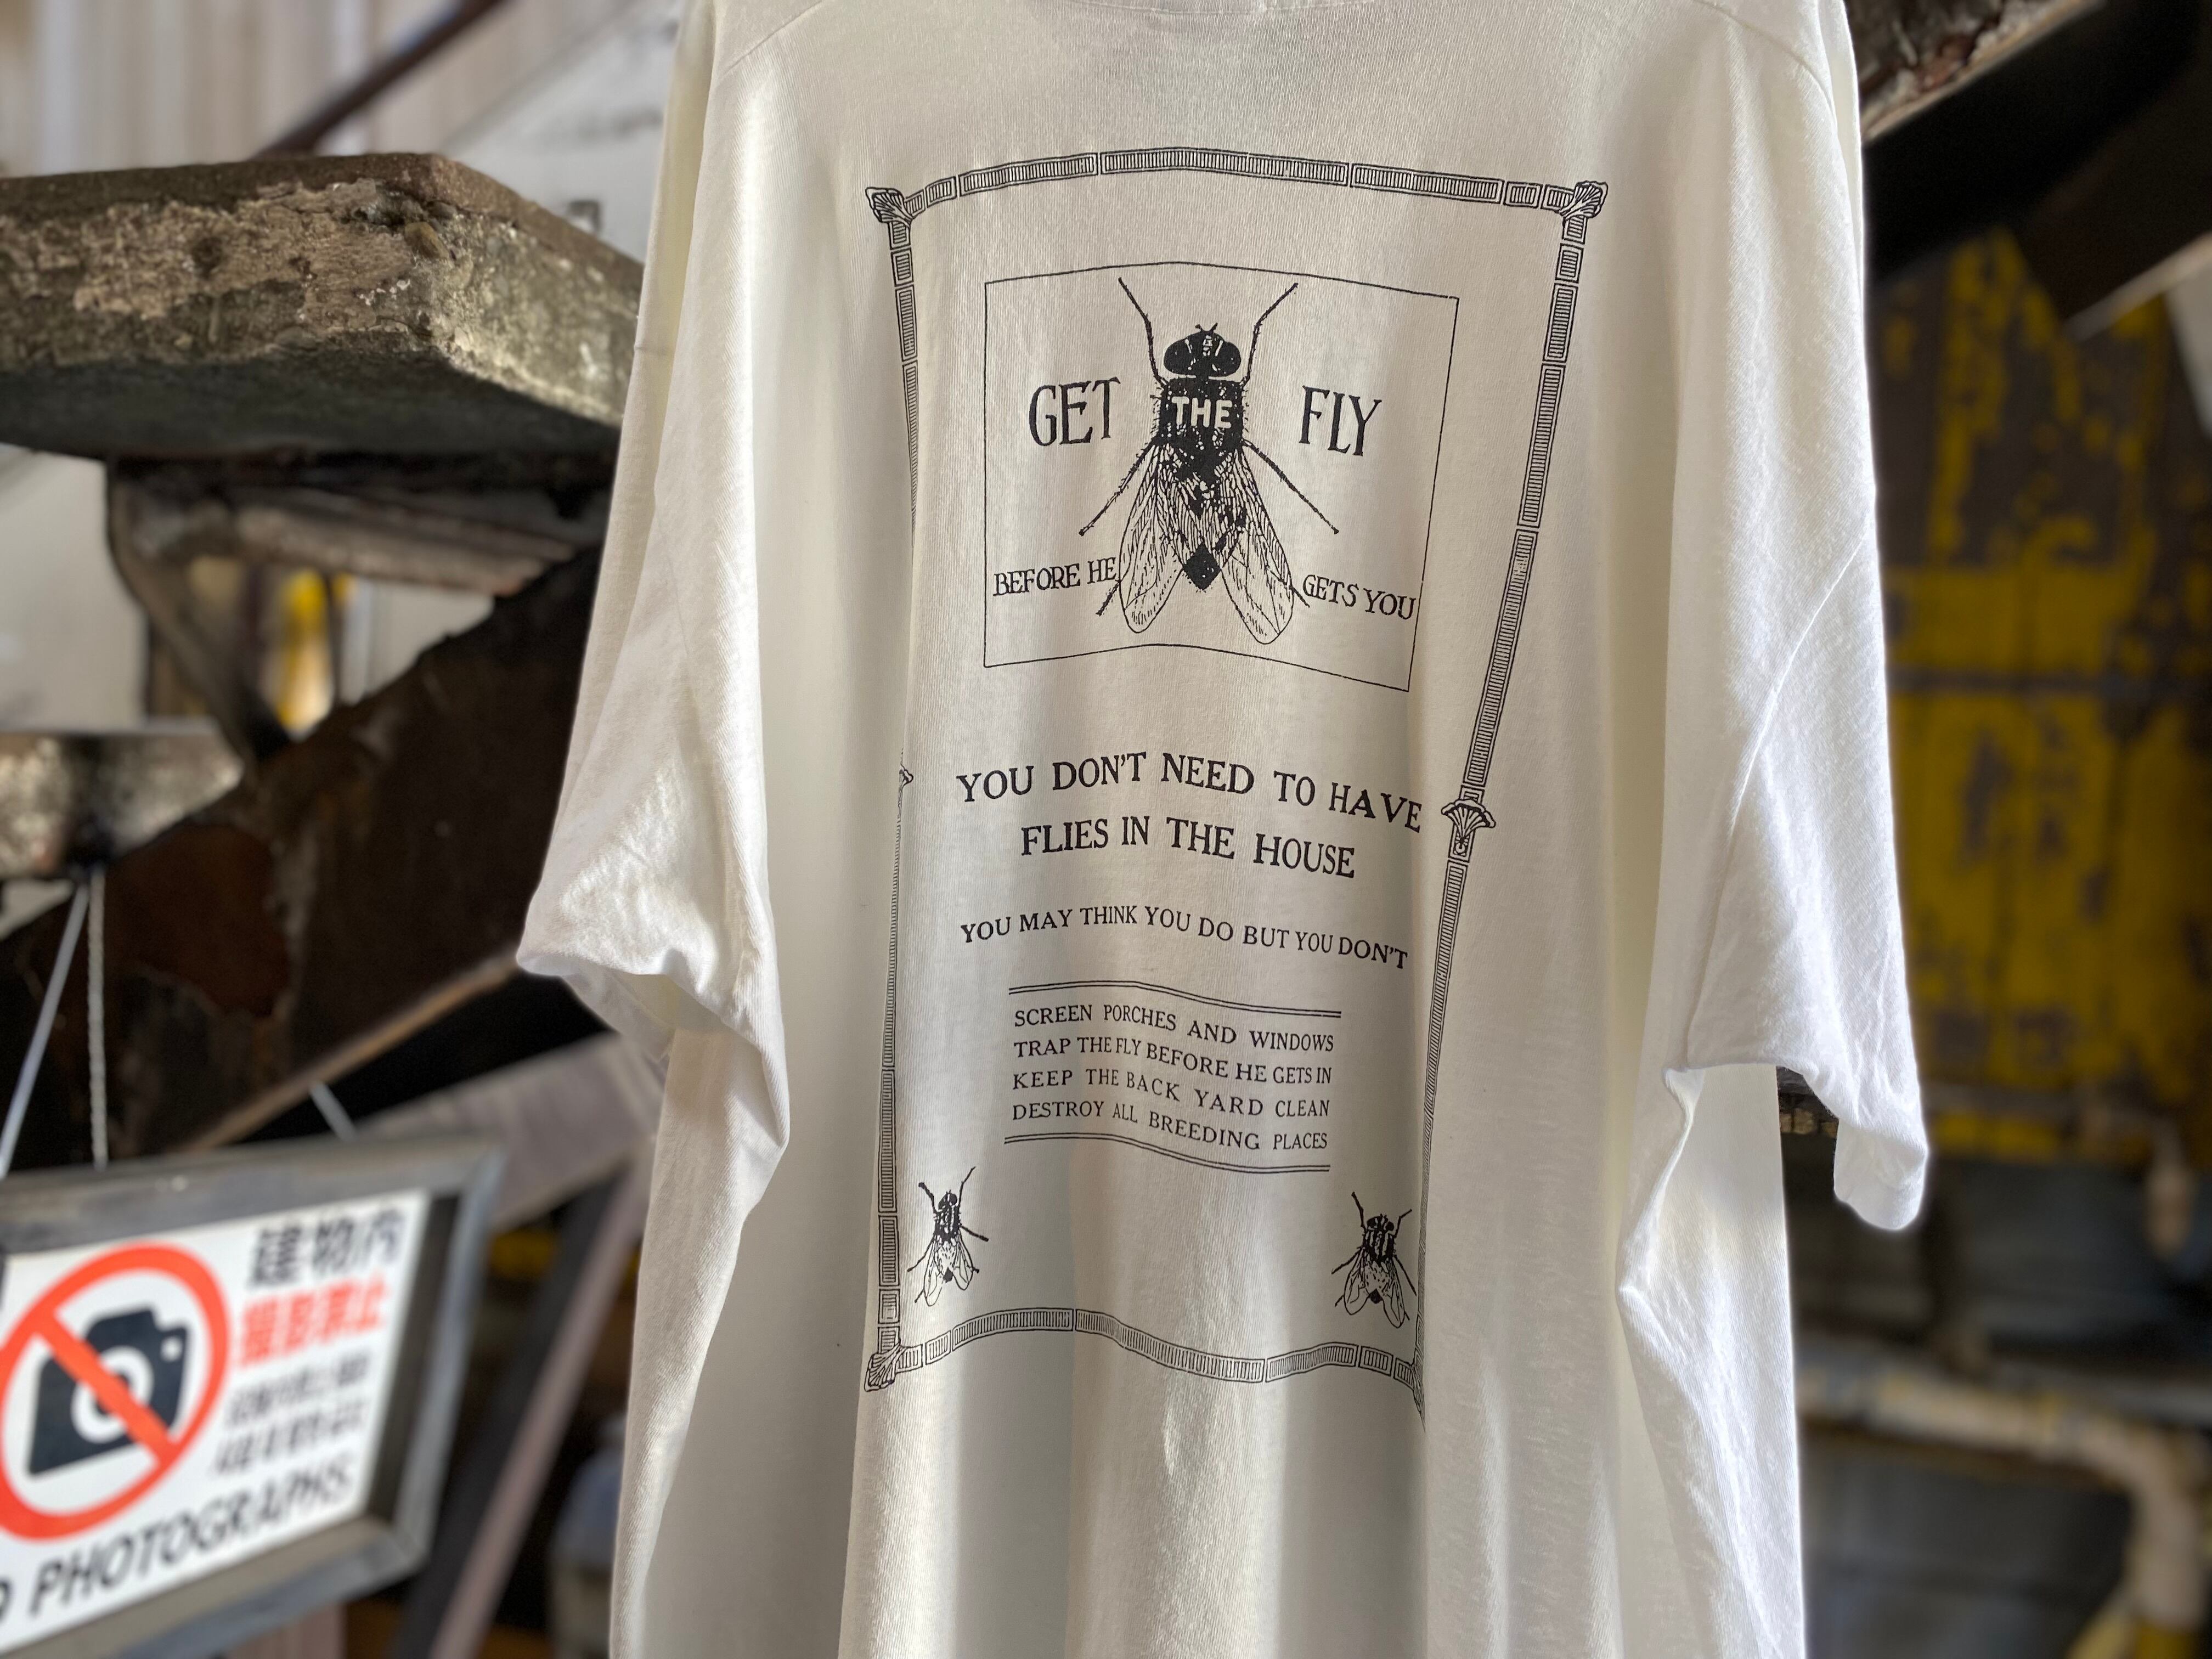 GET THE FLY
BEFORE HE GETS YOU
YOU DON'T NEED TO HAVE
FLIES IN THE HOUSE
YOU MAY THINK YOU DO BUT YOU DON'T
SCREEN PORCHES AND WINDOWS
TRAP THE FLY BEFORE HE GETS IN
KEEP THE BACK YARD CLEAN
DESTROY ALL BREEDING PLACES
建物内
撮影禁止
PHOTOGRAPHS